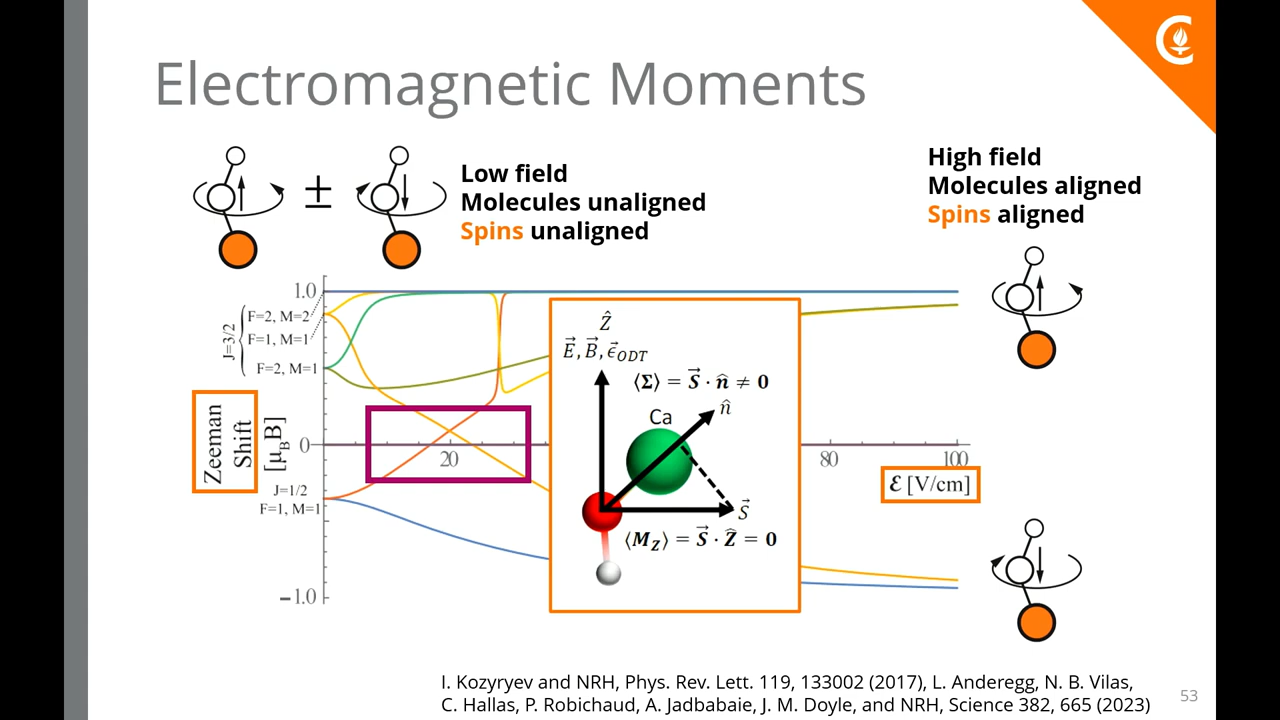 Electromagnetic Moments
±
Low field
Molecules unaligned
Spins unaligned
High field
Molecules aligned
Spins aligned
1.0
J=3/2
F=2, M=2
F=1, M=1
F=2, M=1
Zeeman
Shift
[μ_B B]
0
20
80
100
ℰ [V/cm]
J=1/2
F=1, M=1
−1.0
Ẑ
E⃗, B⃗, ϵ⃗_ODT
⟨Σ⟩ = S⃗ · n̂ ≠ 0
Ca
n̂
S⃗
⟨M_Z⟩ = S⃗ · Ẑ = 0
I. Kozyryev and NRH, Phys. Rev. Lett. 119, 133002 (2017), L. Anderegg, N. B. Vilas,
C. Hallas, P. Robichaud, A. Jadbabaie, J. M. Doyle, and NRH, Science 382, 665 (2023)
53